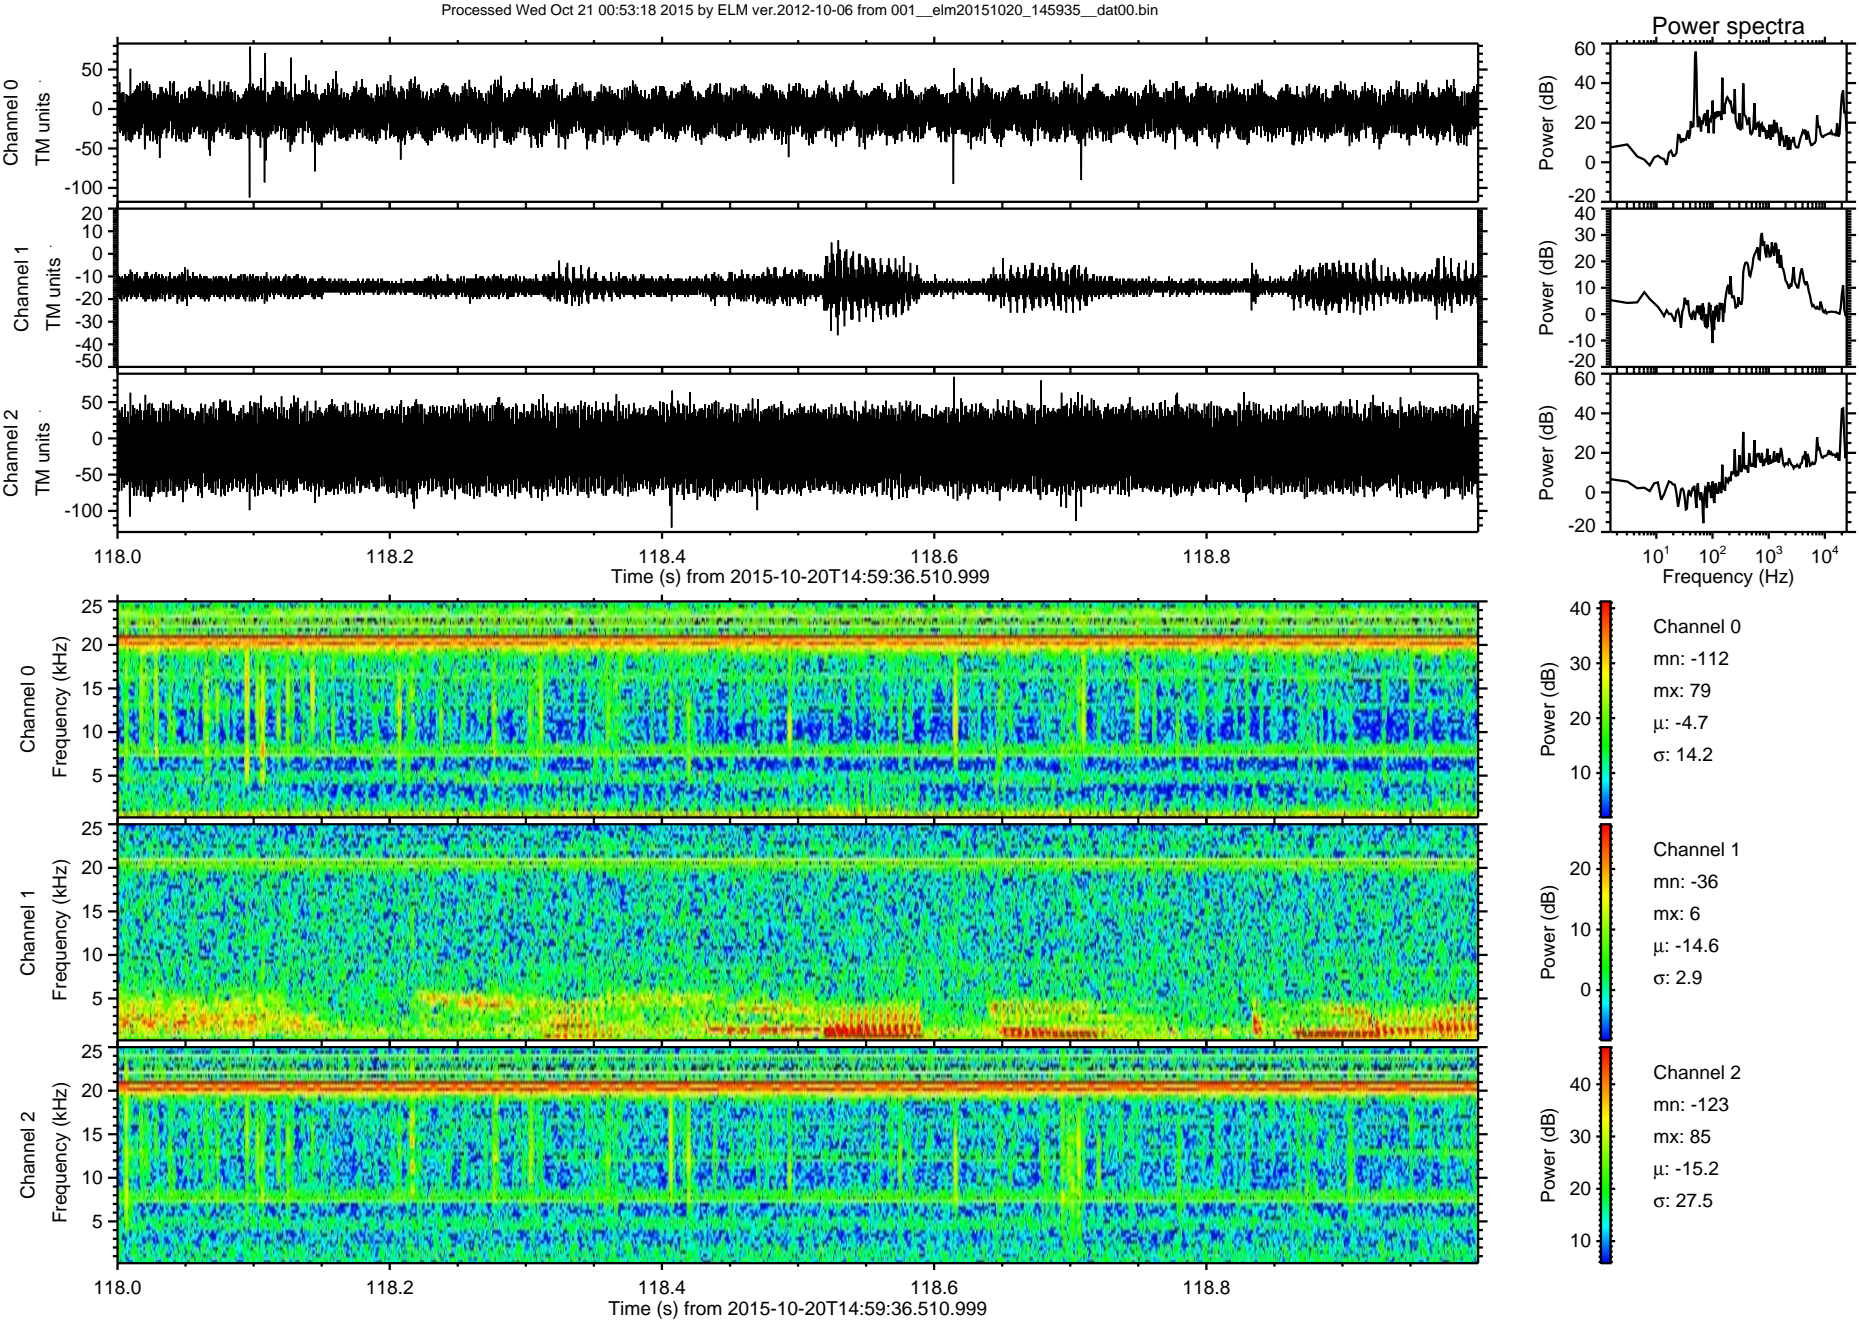 Processed Wed Oct 21 00:53:18 2015 by ELM ver.2012-10-06 from 001__elm20151020_145935__dat00.bin
Power spectra
Channel 0
TM units
50
0
-50
-100
Power (dB)
60
40
20
0
-20
Channel 1
TM units
20
10
0
-10
-20
-30
-40
-50
Power (dB)
40
30
20
10
0
-10
-20
Channel 2
TM units
50
0
-50
-100
Power (dB)
60
40
20
0
-20
118.0 118.2 118.4 118.6 118.8
Time (s) from 2015-10-20T14:59:36.510.999
10¹ 10² 10³ 10⁴
Frequency (Hz)
Channel 0
Frequency (kHz)
25
20
15
10
5
Power (dB)
40
30
20
10
Channel 0
mn: -112
mx: 79
μ: -4.7
σ: 14.2
Channel 1
Frequency (kHz)
25
20
15
10
5
Power (dB)
20
10
0
Channel 1
mn: -36
mx: 6
μ: -14.6
σ: 2.9
Channel 2
Frequency (kHz)
25
20
15
10
5
Power (dB)
40
30
20
10
Channel 2
mn: -123
mx: 85
μ: -15.2
σ: 27.5
118.0 118.2 118.4 118.6 118.8
Time (s) from 2015-10-20T14:59:36.510.999